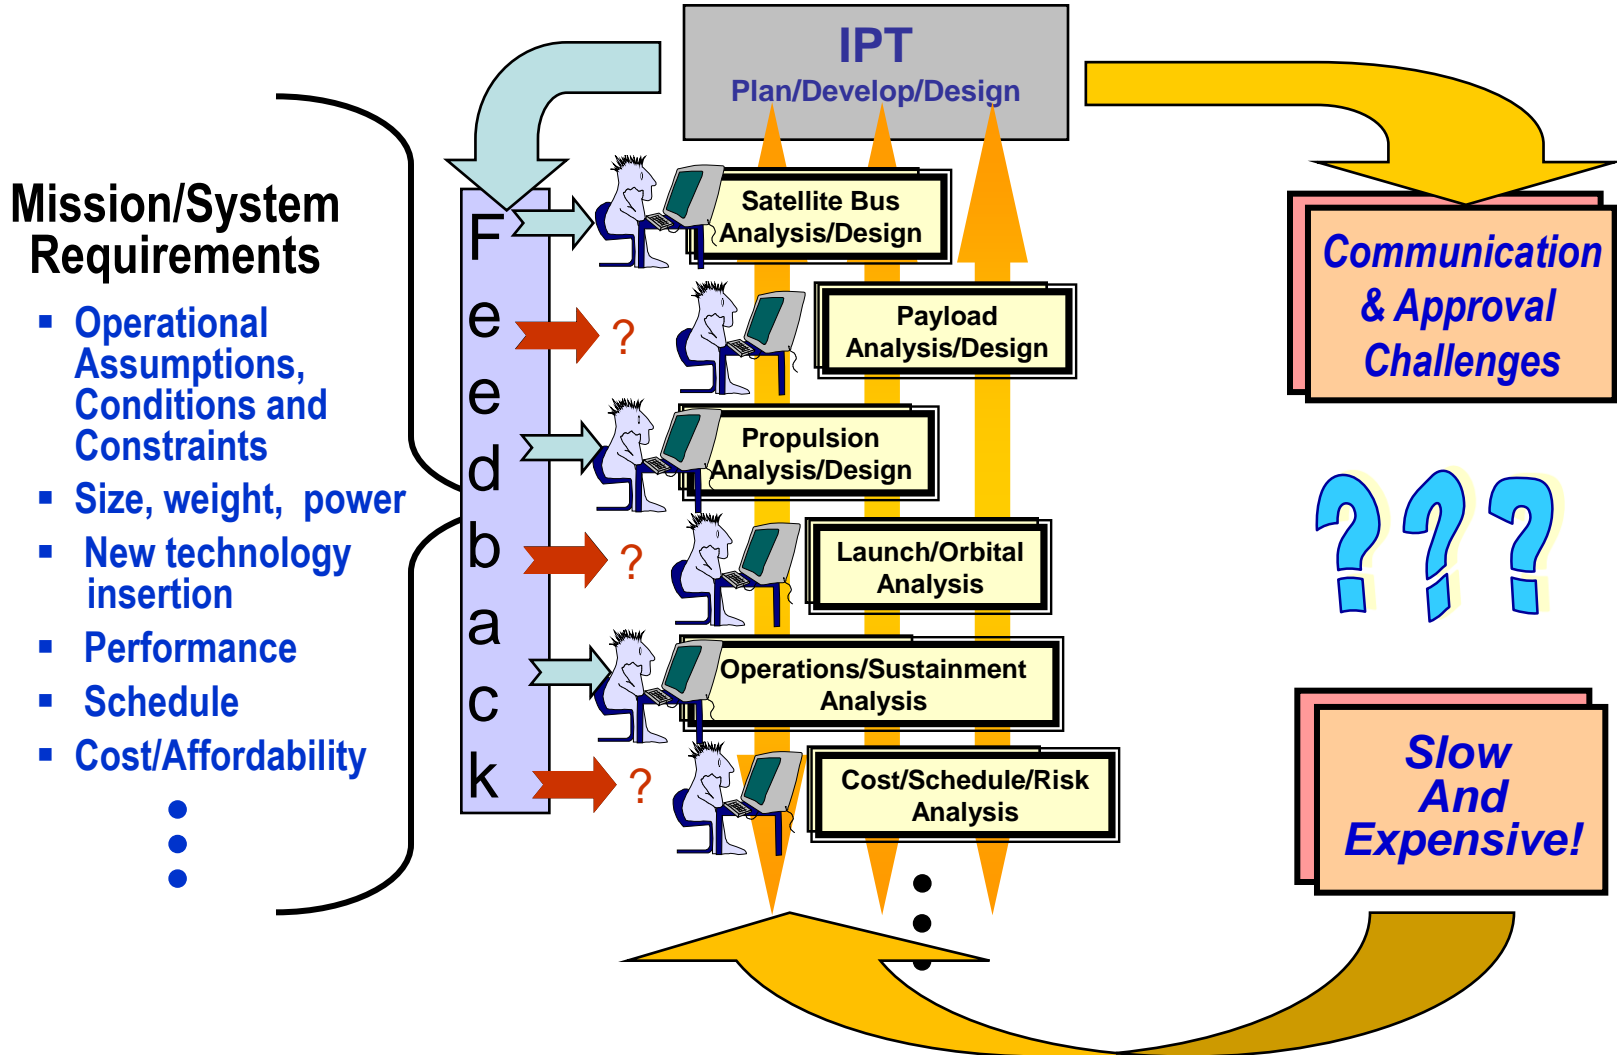 IPT
Plan/Develop/Design
Mission/System
Requirements
▪ Operational
Assumptions,
Conditions and
Constraints
▪ Size, weight, power
▪ New technology
insertion
▪ Performance
▪ Schedule
▪ Cost/Affordability
F
e
e
d
b
a
c
k
?
?
?
Satellite Bus
Analysis/Design
Payload
Analysis/Design
Propulsion
Analysis/Design
Launch/Orbital
Analysis
Operations/Sustainment
Analysis
Cost/Schedule/Risk
Analysis
Communication
& Approval
Challenges
???
Slow
And
Expensive!